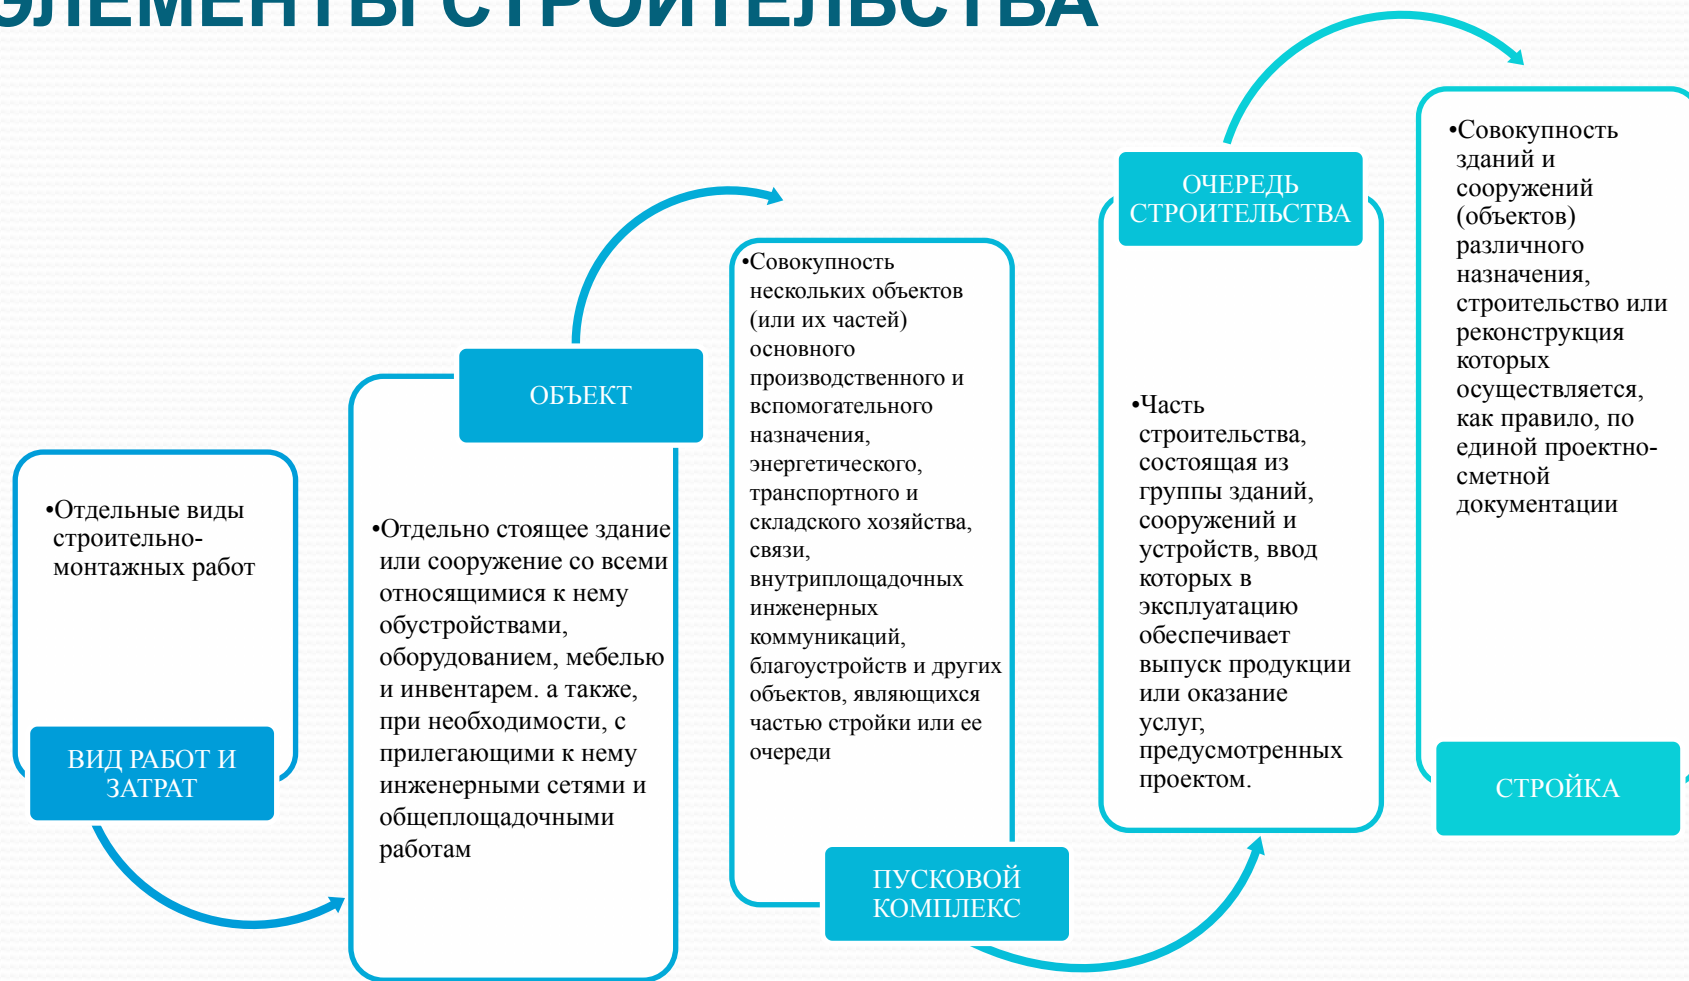 ЭЛЕМЕНТЫ СТРОИТЕЛЬСТВА
•Отдельные виды
строительно-
монтажных работ
ВИД РАБОТ И
ЗАТРАТ
ОБЪЕКТ
•Отдельно стоящее здание
или сооружение со всеми
относящимися к нему
обустройствами,
оборудованием, мебелью
и инвентарем. а также,
при необходимости, с
прилегающими к нему
инженерными сетями и
общеплощадочными
работам
•Совокупность
нескольких объектов
(или их частей)
основного
производственного и
вспомогательного
назначения,
энергетического,
транспортного и
складского хозяйства,
связи,
внутриплощадочных
инженерных
коммуникаций,
благоустройств и других
объектов, являющихся
частью стройки или ее
очереди
ПУСКОВОЙ
КОМПЛЕКС
ОЧЕРЕДЬ
СТРОИТЕЛЬСТВА
•Часть
строительства,
состоящая из
группы зданий,
сооружений и
устройств, ввод
которых в
эксплуатацию
обеспечивает
выпуск продукции
или оказание
услуг,
предусмотренных
проектом.
•Совокупность
зданий и
сооружений
(объектов)
различного
назначения,
строительство или
реконструкция
которых
осуществляется,
как правило, по
единой проектно-
сметной
документации
СТРОЙКА